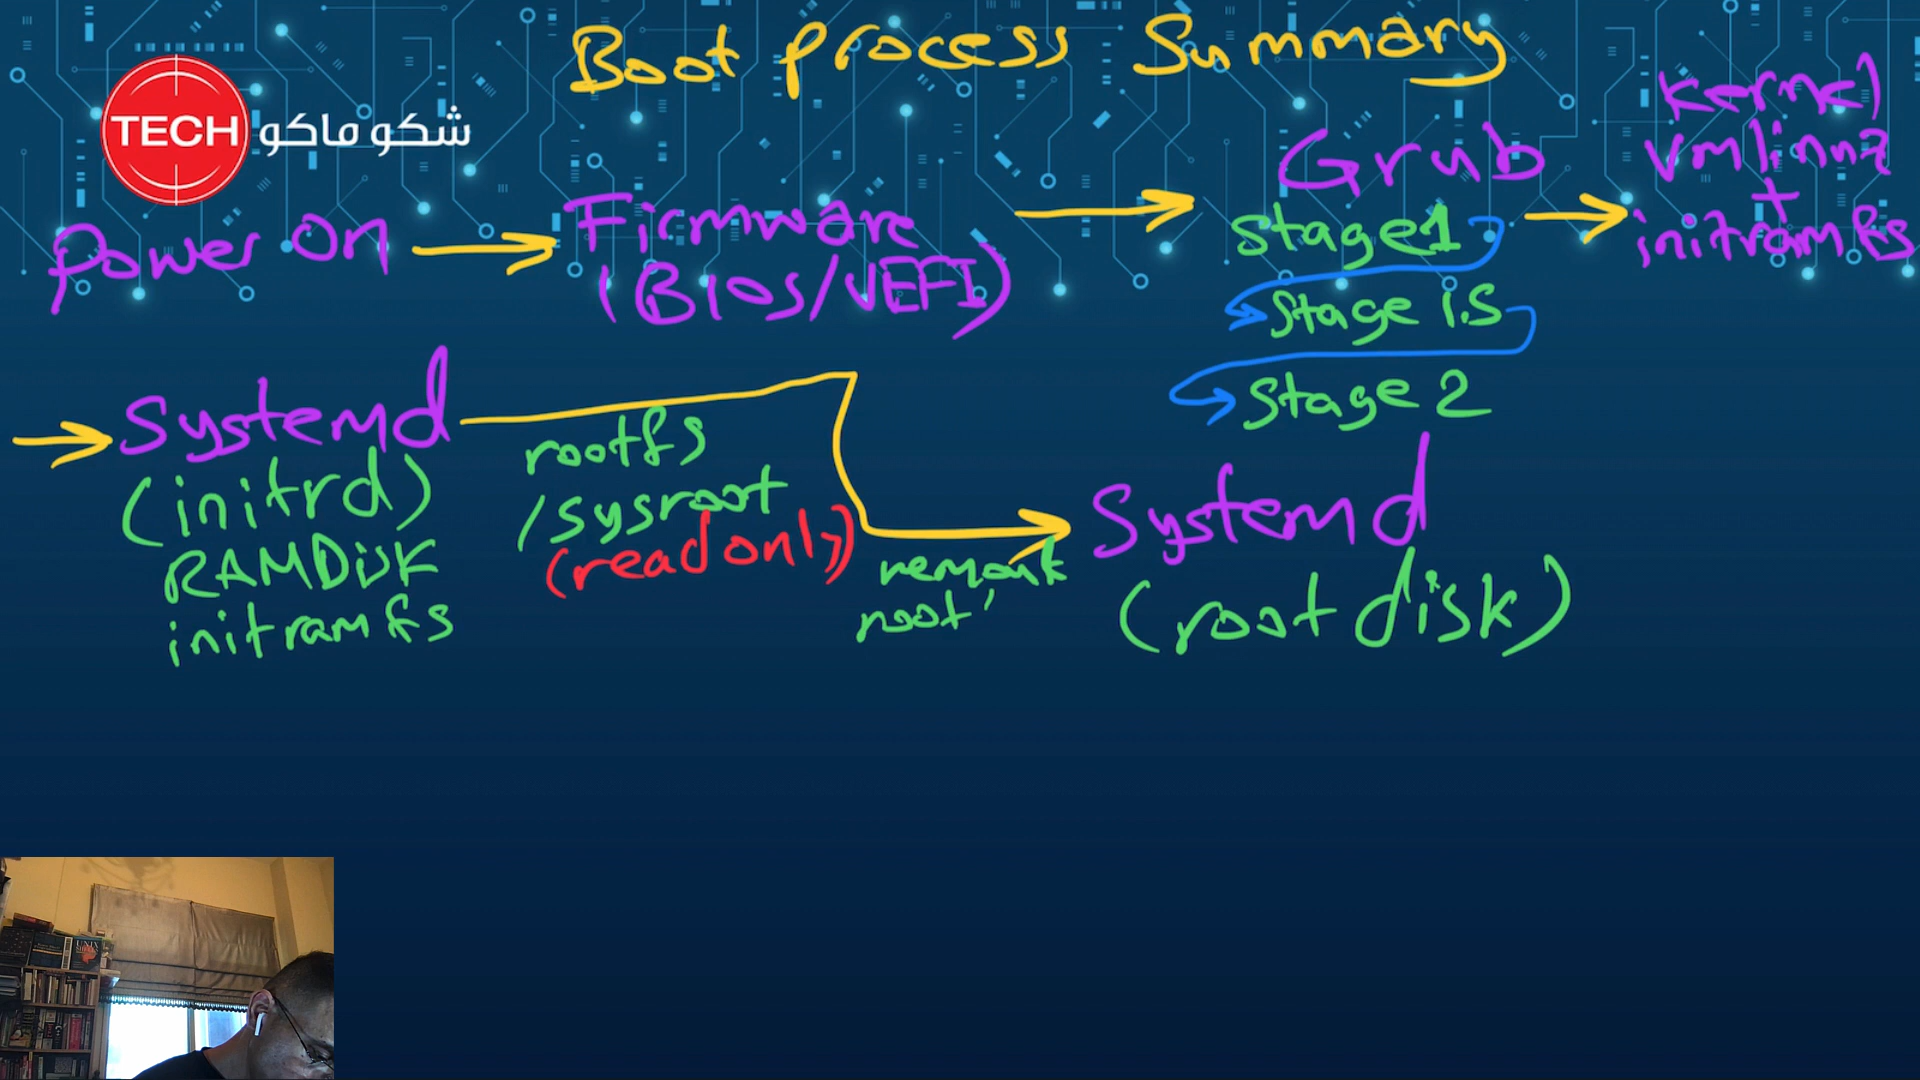 Boot Process Summary
TECH شكو ماكو
Power On
Firmware
(BIOS/UEFI)
Grub
Stage1
Stage 1.5
Stage 2
kernel
vmlinuz
+
initramfs
Systemd
(initrd)
RAMDisk
initramfs
rootfs
/sysroot
(read only)
remount
root
Systemd
(root disk)
UNIX